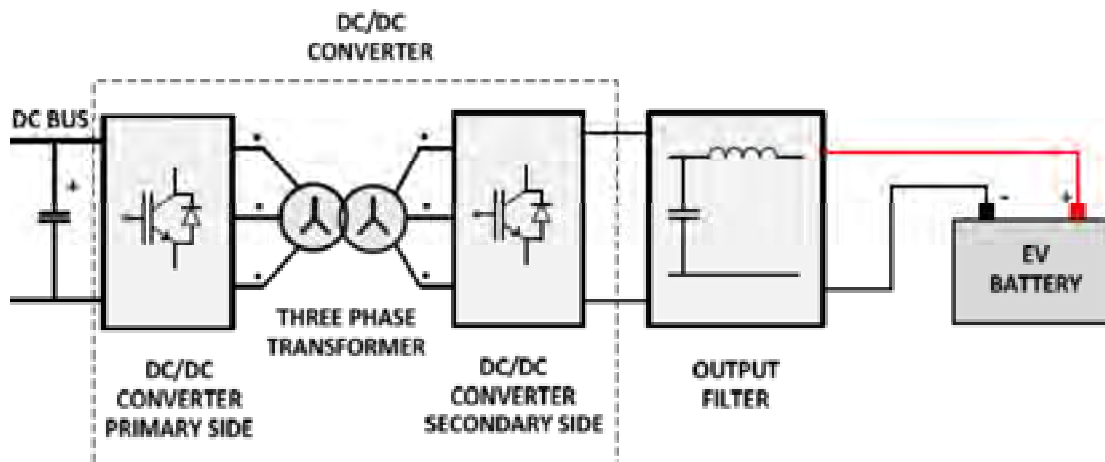 DC/DC
CONVERTER
DC BUS
+
- +
EV
BATTERY
THREE PHASE
TRANSFORMER
DC/DC
CONVERTER
PRIMARY SIDE
DC/DC
CONVERTER
SECONDARY SIDE
OUTPUT
FILTER